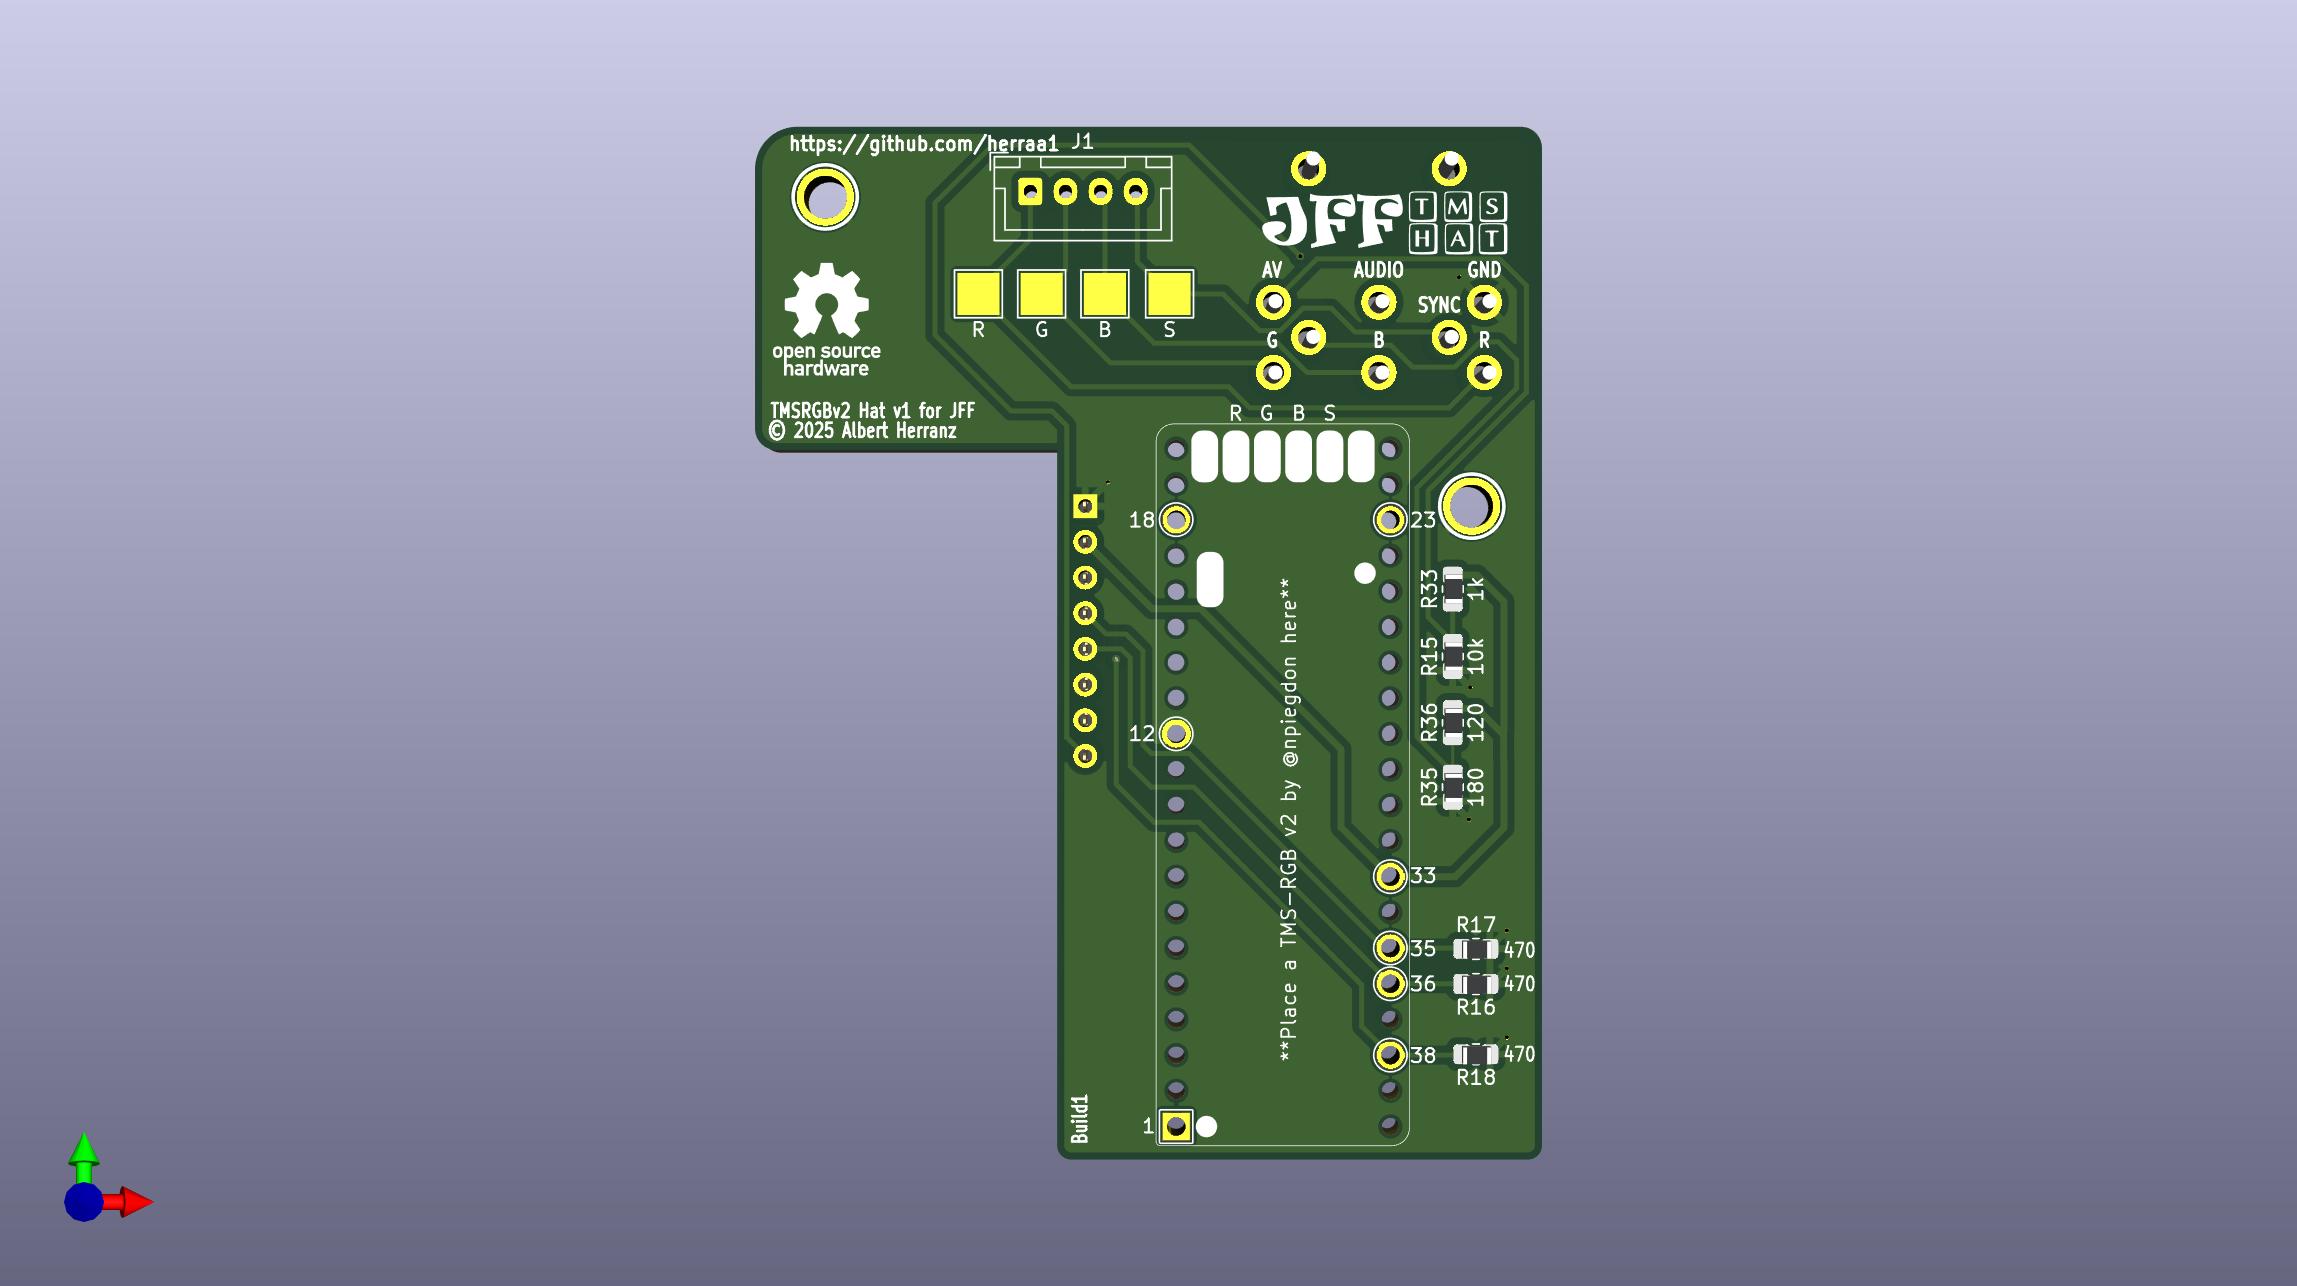 https://github.com/herraa1 J1
JFF TMS
HAT
AV AUDIO GND
SYNC
R G B S
G B R
open source
hardware
TMSRGBv2 Hat v1 for JFF
© 2025 Albert Herranz
R G B S
18 23
R33 1k
R15 10k
12
R36 120
R35 180
**Place a TMS-RGB v2 by @npiegdon here**
33
R17
35 470
36 470
R16
38 470
R18
Build1
1